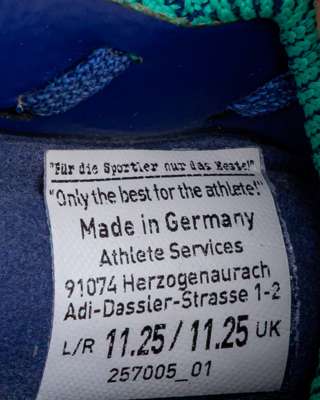 "Für die Sportler nur das Beste!"
"Only the best for the athlete!"
Made in Germany
Athlete Services
91074 Herzogenaurach
Adi-Dassler-Strasse 1-2
L/R 11.25 / 11.25 UK
257005_01